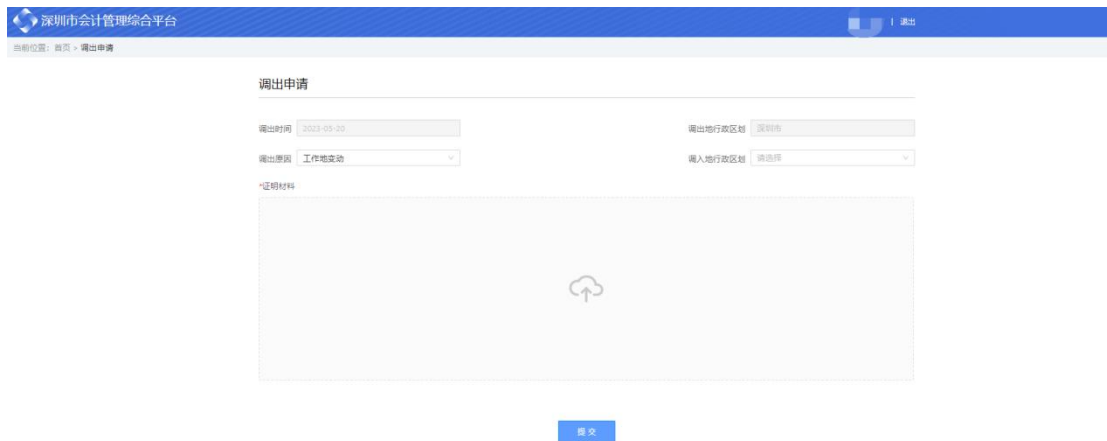 深圳市会计管理综合平台
| 退出
当前位置：首页 > 调出申请
调出申请
调出时间 2023-05-20 调出地行政区划 深圳市
调出原因 工作地变动 调入地行政区划 请选择
*证明材料
提交